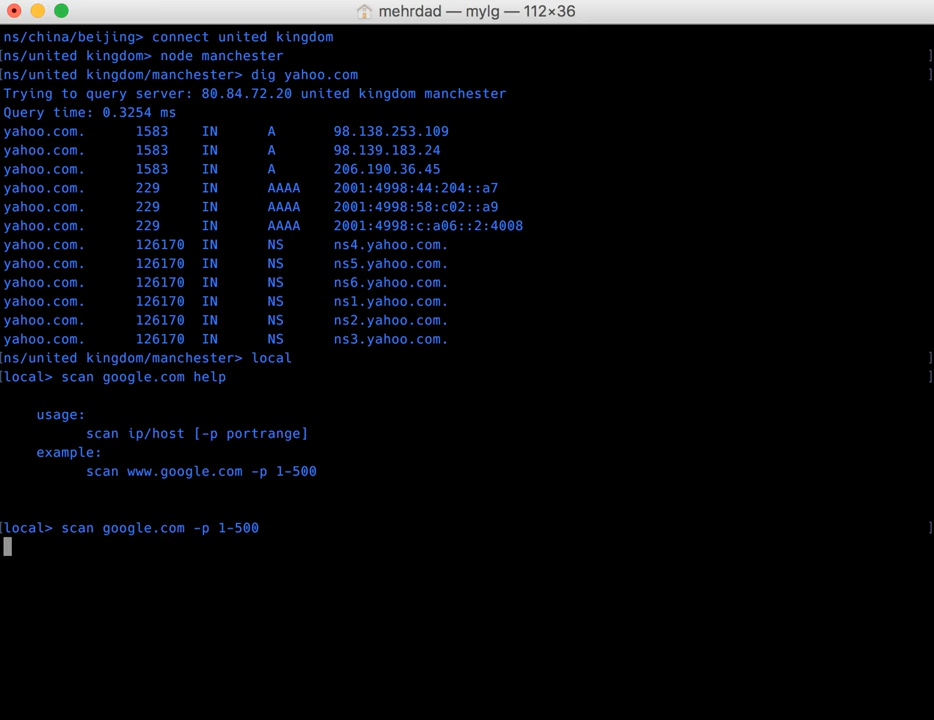 mehrdad — mylg — 112×36
ns/china/beijing> connect united kingdom
[ns/united kingdom> node manchester ]
[ns/united kingdom/manchester> dig yahoo.com ]
Trying to query server: 80.84.72.20 united kingdom manchester
Query time: 0.3254 ms
yahoo.com. 1583 IN A 98.138.253.109
yahoo.com. 1583 IN A 98.139.183.24
yahoo.com. 1583 IN A 206.190.36.45
yahoo.com. 229 IN AAAA 2001:4998:44:204::a7
yahoo.com. 229 IN AAAA 2001:4998:58:c02::a9
yahoo.com. 229 IN AAAA 2001:4998:c:a06::2:4008
yahoo.com. 126170 IN NS ns4.yahoo.com.
yahoo.com. 126170 IN NS ns5.yahoo.com.
yahoo.com. 126170 IN NS ns6.yahoo.com.
yahoo.com. 126170 IN NS ns1.yahoo.com.
yahoo.com. 126170 IN NS ns2.yahoo.com.
yahoo.com. 126170 IN NS ns3.yahoo.com.
[ns/united kingdom/manchester> local ]
[local> scan google.com help ]
usage:
scan ip/host [-p portrange]
example:
scan www.google.com -p 1-500
[local> scan google.com -p 1-500 ]